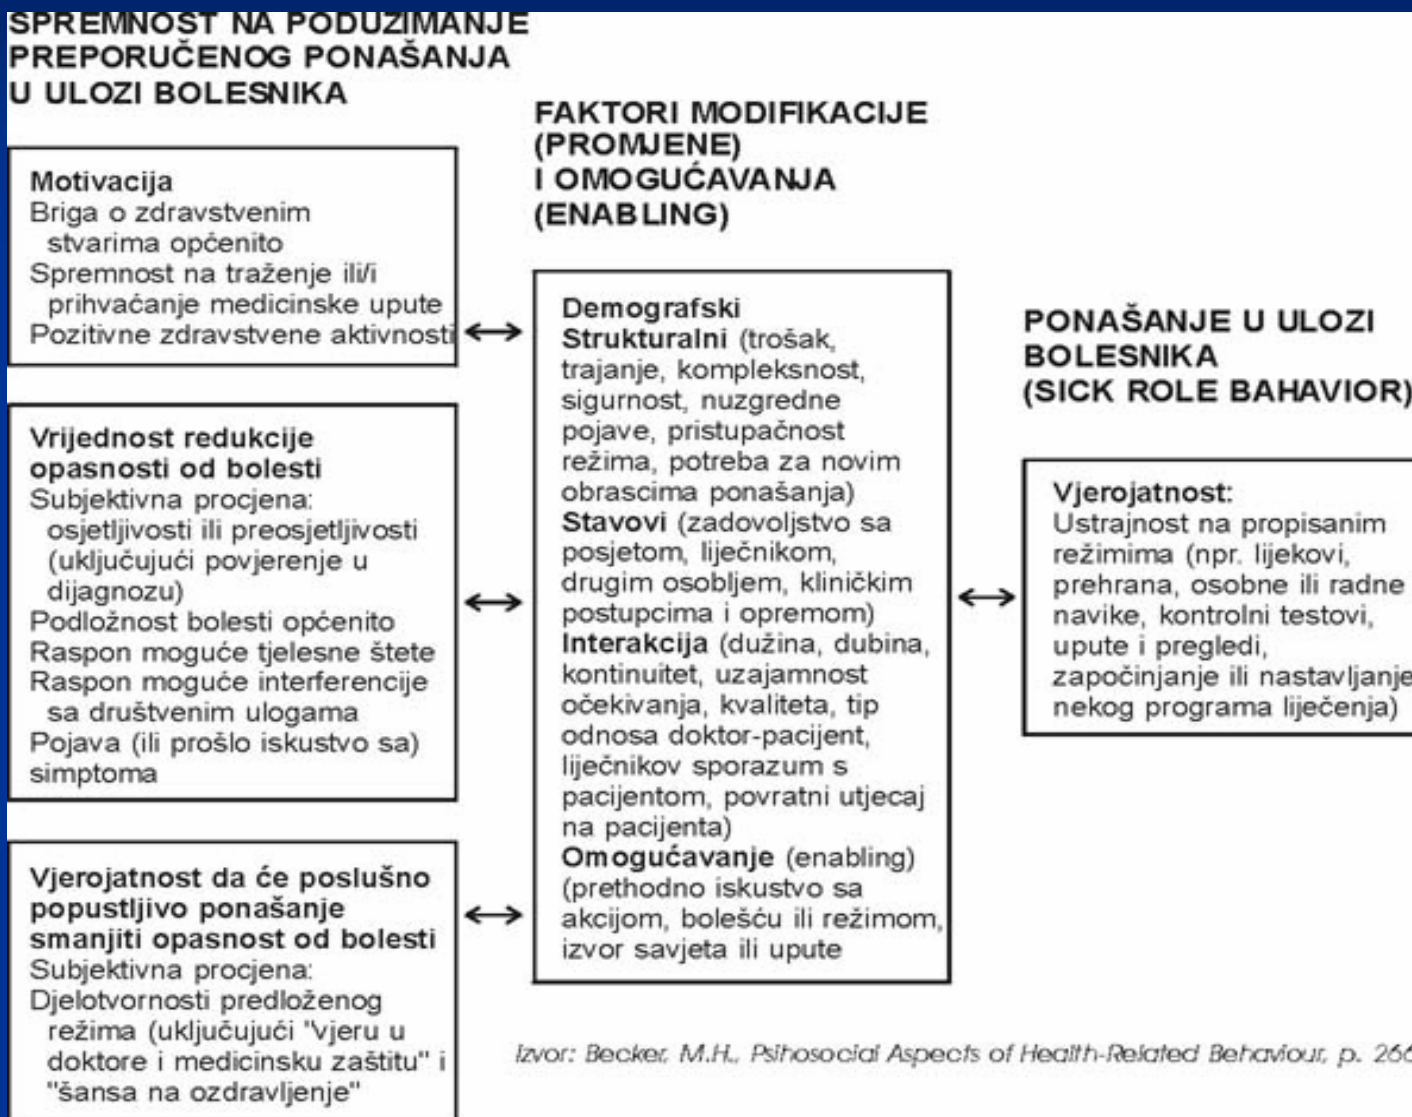 SPREMNOST NA PODUZIMANJE
PREPORUČENOG PONAŠANJA
U ULOZI BOLESNIKA
Motivacija
Briga o zdravstvenim
stvarima općenito
Spremnost na traženje ili/i
prihvaćanje medicinske upute
Pozitivne zdravstvene aktivnosti
Vrijednost redukcije
opasnosti od bolesti
Subjektivna procjena:
osjetljivosti ili preosjetljivosti
(uključujući povjerenje u
dijagnozu)
Podložnost bolesti općenito
Raspon moguće tjelesne štete
Raspon moguće interferencije
sa društvenim ulogama
Pojava (ili prošlo iskustvo sa)
simptoma
Vjerojatnost da će poslušno
popustljivo ponašanje
smanjiti opasnost od bolesti
Subjektivna procjena:
Djelotvornosti predloženog
režima (uključujući "vjeru u
doktore i medicinsku zaštitu" i
"šansa na ozdravljenje"
FAKTORI MODIFIKACIJE
(PROMJENE)
I OMOGUĆAVANJA
(ENABLING)
Demografski
Strukturalni (trošak,
trajanje, kompleksnost,
sigurnost, nuzgredne
pojave, pristupačnost
režima, potreba za novim
obrascima ponašanja)
Stavovi (zadovoljstvo sa
posjetom, liječnikom,
drugim osobljem, kliničkim
postupcima i opremom)
Interakcija (dužina, dubina,
kontinuitet, uzajamnost
očekivanja, kvaliteta, tip
odnosa doktor-pacijent,
liječnikov sporazum s
pacijentom, povratni utjecaj
na pacijenta)
Omogućavanje (enabling)
(prethodno iskustvo sa
akcijom, bolešću ili režimom,
izvor savjeta ili upute
PONAŠANJE U ULOZI
BOLESNIKA
(SICK ROLE BAHAVIOR)
Vjerojatnost:
Ustrajnost na propisanim
režimima (npr. lijekovi,
prehrana, osobne ili radne
navike, kontrolni testovi,
upute i pregledi,
započinjanje ili nastavljanje
nekog programa liječenja)
Izvor: Becker, M.H., Psihosocial Aspects of Health-Related Behaviour, p. 266